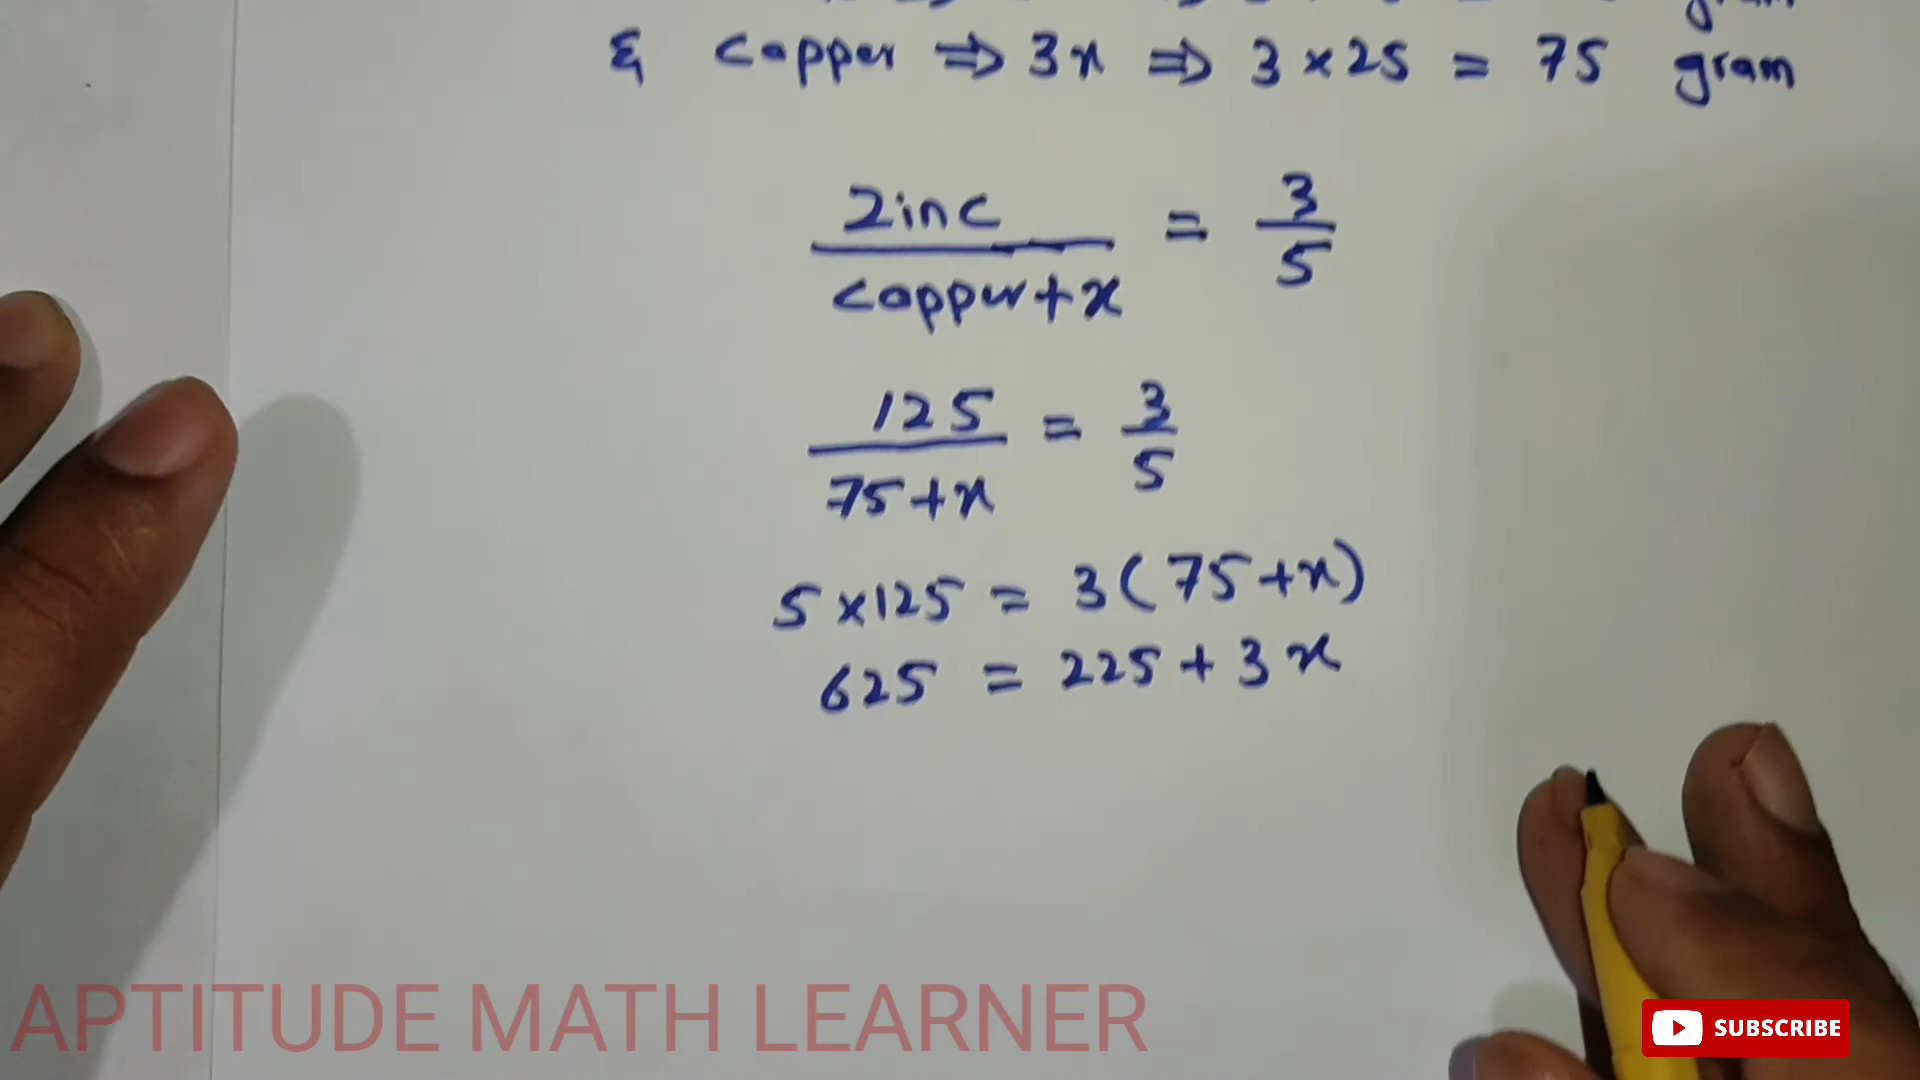 & copper ⇒ 3x ⇒ 3 × 25 = 75 gram
Zinc / copper + x = 3/5
125 / 75 + x = 3/5
5 × 125 = 3(75 + x)
625 = 225 + 3x
APTITUDE MATH LEARNER
SUBSCRIBE